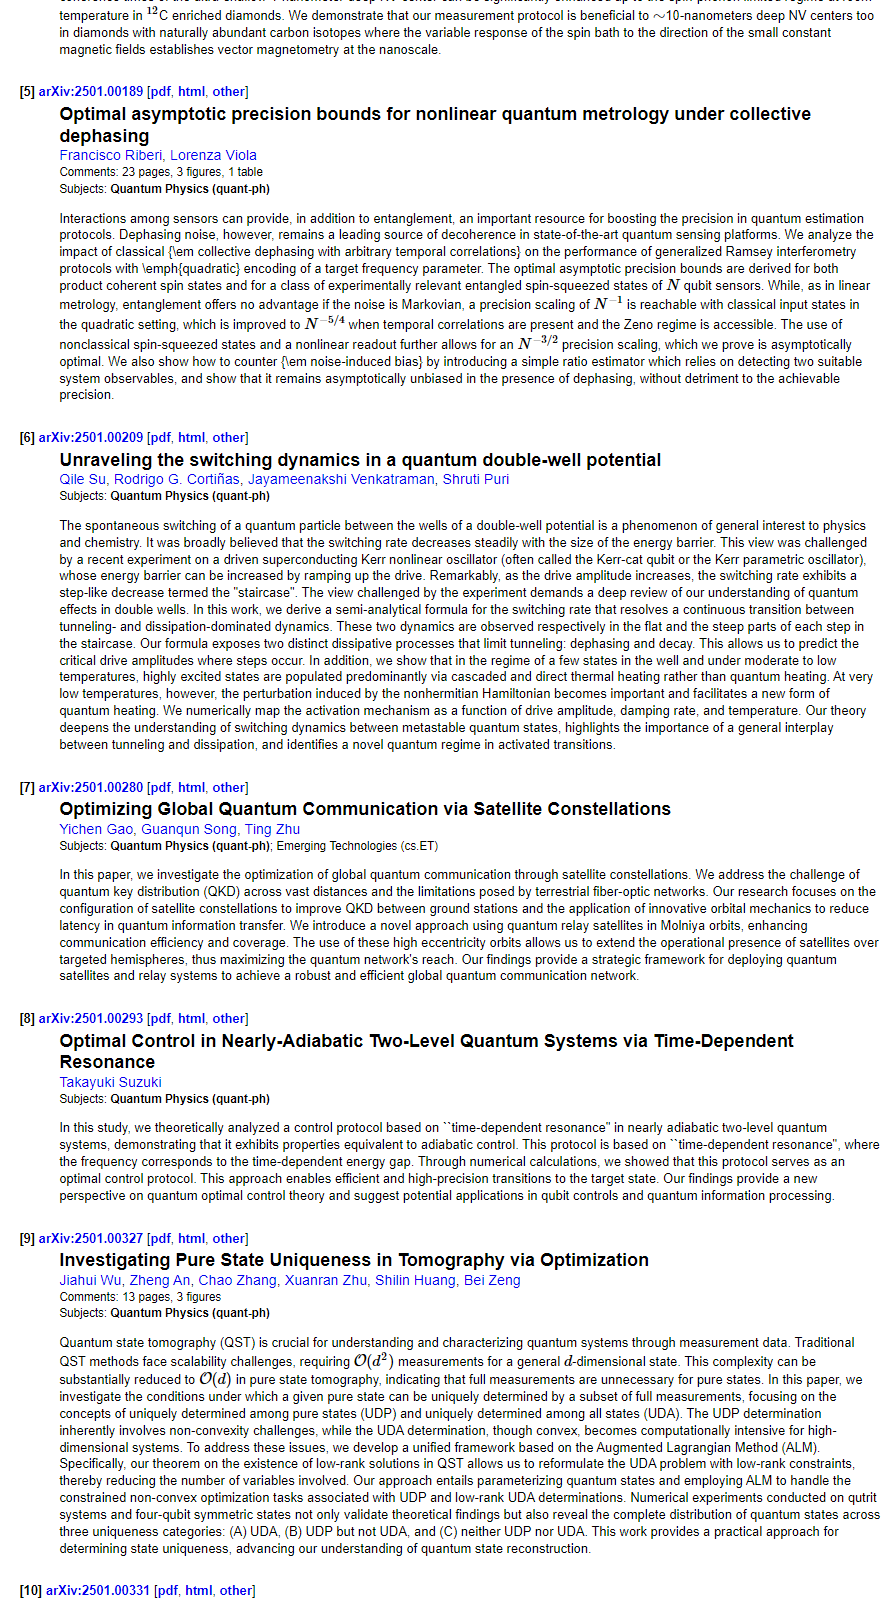 temperature in ¹²C enriched diamonds. We demonstrate that our measurement protocol is beneficial to ∼10-nanometers deep NV centers too
in diamonds with naturally abundant carbon isotopes where the variable response of the spin bath to the direction of the small constant
magnetic fields establishes vector magnetometry at the nanoscale.
[5] arXiv:2501.00189 [pdf, html, other]
Optimal asymptotic precision bounds for nonlinear quantum metrology under collective
dephasing
Francisco Riberi, Lorenza Viola
Comments: 23 pages, 3 figures, 1 table
Subjects: Quantum Physics (quant-ph)
Interactions among sensors can provide, in addition to entanglement, an important resource for boosting the precision in quantum estimation
protocols. Dephasing noise, however, remains a leading source of decoherence in state-of-the-art quantum sensing platforms. We analyze the
impact of classical {\em collective dephasing with arbitrary temporal correlations} on the performance of generalized Ramsey interferometry
protocols with \emph{quadratic} encoding of a target frequency parameter. The optimal asymptotic precision bounds are derived for both
product coherent spin states and for a class of experimentally relevant entangled spin-squeezed states of N qubit sensors. While, as in linear
metrology, entanglement offers no advantage if the noise is Markovian, a precision scaling of N⁻¹ is reachable with classical input states in
the quadratic setting, which is improved to N^{−5/4} when temporal correlations are present and the Zeno regime is accessible. The use of
nonclassical spin-squeezed states and a nonlinear readout further allows for an N^{−3/2} precision scaling, which we prove is asymptotically
optimal. We also show how to counter {\em noise-induced bias} by introducing a simple ratio estimator which relies on detecting two suitable
system observables, and show that it remains asymptotically unbiased in the presence of dephasing, without detriment to the achievable
precision.
[6] arXiv:2501.00209 [pdf, html, other]
Unraveling the switching dynamics in a quantum double-well potential
Qile Su, Rodrigo G. Cortiñas, Jayameenakshi Venkatraman, Shruti Puri
Subjects: Quantum Physics (quant-ph)
The spontaneous switching of a quantum particle between the wells of a double-well potential is a phenomenon of general interest to physics
and chemistry. It was broadly believed that the switching rate decreases steadily with the size of the energy barrier. This view was challenged
by a recent experiment on a driven superconducting Kerr nonlinear oscillator (often called the Kerr-cat qubit or the Kerr parametric oscillator),
whose energy barrier can be increased by ramping up the drive. Remarkably, as the drive amplitude increases, the switching rate exhibits a
step-like decrease termed the "staircase". The view challenged by the experiment demands a deep review of our understanding of quantum
effects in double wells. In this work, we derive a semi-analytical formula for the switching rate that resolves a continuous transition between
tunneling- and dissipation-dominated dynamics. These two dynamics are observed respectively in the flat and the steep parts of each step in
the staircase. Our formula exposes two distinct dissipative processes that limit tunneling: dephasing and decay. This allows us to predict the
critical drive amplitudes where steps occur. In addition, we show that in the regime of a few states in the well and under moderate to low
temperatures, highly excited states are populated predominantly via cascaded and direct thermal heating rather than quantum heating. At very
low temperatures, however, the perturbation induced by the nonhermitian Hamiltonian becomes important and facilitates a new form of
quantum heating. We numerically map the activation mechanism as a function of drive amplitude, damping rate, and temperature. Our theory
deepens the understanding of switching dynamics between metastable quantum states, highlights the importance of a general interplay
between tunneling and dissipation, and identifies a novel quantum regime in activated transitions.
[7] arXiv:2501.00280 [pdf, html, other]
Optimizing Global Quantum Communication via Satellite Constellations
Yichen Gao, Guanqun Song, Ting Zhu
Subjects: Quantum Physics (quant-ph); Emerging Technologies (cs.ET)
In this paper, we investigate the optimization of global quantum communication through satellite constellations. We address the challenge of
quantum key distribution (QKD) across vast distances and the limitations posed by terrestrial fiber-optic networks. Our research focuses on the
configuration of satellite constellations to improve QKD between ground stations and the application of innovative orbital mechanics to reduce
latency in quantum information transfer. We introduce a novel approach using quantum relay satellites in Molniya orbits, enhancing
communication efficiency and coverage. The use of these high eccentricity orbits allows us to extend the operational presence of satellites over
targeted hemispheres, thus maximizing the quantum network's reach. Our findings provide a strategic framework for deploying quantum
satellites and relay systems to achieve a robust and efficient global quantum communication network.
[8] arXiv:2501.00293 [pdf, html, other]
Optimal Control in Nearly-Adiabatic Two-Level Quantum Systems via Time-Dependent
Resonance
Takayuki Suzuki
Subjects: Quantum Physics (quant-ph)
In this study, we theoretically analyzed a control protocol based on ``time-dependent resonance'' in nearly adiabatic two-level quantum
systems, demonstrating that it exhibits properties equivalent to adiabatic control. This protocol is based on ``time-dependent resonance'', where
the frequency corresponds to the time-dependent energy gap. Through numerical calculations, we showed that this protocol serves as an
optimal control protocol. This approach enables efficient and high-precision transitions to the target state. Our findings provide a new
perspective on quantum optimal control theory and suggest potential applications in qubit controls and quantum information processing.
[9] arXiv:2501.00327 [pdf, html, other]
Investigating Pure State Uniqueness in Tomography via Optimization
Jiahui Wu, Zheng An, Chao Zhang, Xuanran Zhu, Shilin Huang, Bei Zeng
Comments: 13 pages, 3 figures
Subjects: Quantum Physics (quant-ph)
Quantum state tomography (QST) is crucial for understanding and characterizing quantum systems through measurement data. Traditional
QST methods face scalability challenges, requiring 𝒪(d²) measurements for a general d-dimensional state. This complexity can be
substantially reduced to 𝒪(d) in pure state tomography, indicating that full measurements are unnecessary for pure states. In this paper, we
investigate the conditions under which a given pure state can be uniquely determined by a subset of full measurements, focusing on the
concepts of uniquely determined among pure states (UDP) and uniquely determined among all states (UDA). The UDP determination
inherently involves non-convexity challenges, while the UDA determination, though convex, becomes computationally intensive for high-
dimensional systems. To address these issues, we develop a unified framework based on the Augmented Lagrangian Method (ALM).
Specifically, our theorem on the existence of low-rank solutions in QST allows us to reformulate the UDA problem with low-rank constraints,
thereby reducing the number of variables involved. Our approach entails parameterizing quantum states and employing ALM to handle the
constrained non-convex optimization tasks associated with UDP and low-rank UDA determinations. Numerical experiments conducted on qutrit
systems and four-qubit symmetric states not only validate theoretical findings but also reveal the complete distribution of quantum states across
three uniqueness categories: (A) UDA, (B) UDP but not UDA, and (C) neither UDP nor UDA. This work provides a practical approach for
determining state uniqueness, advancing our understanding of quantum state reconstruction.
[10] arXiv:2501.00331 [pdf, html, other]